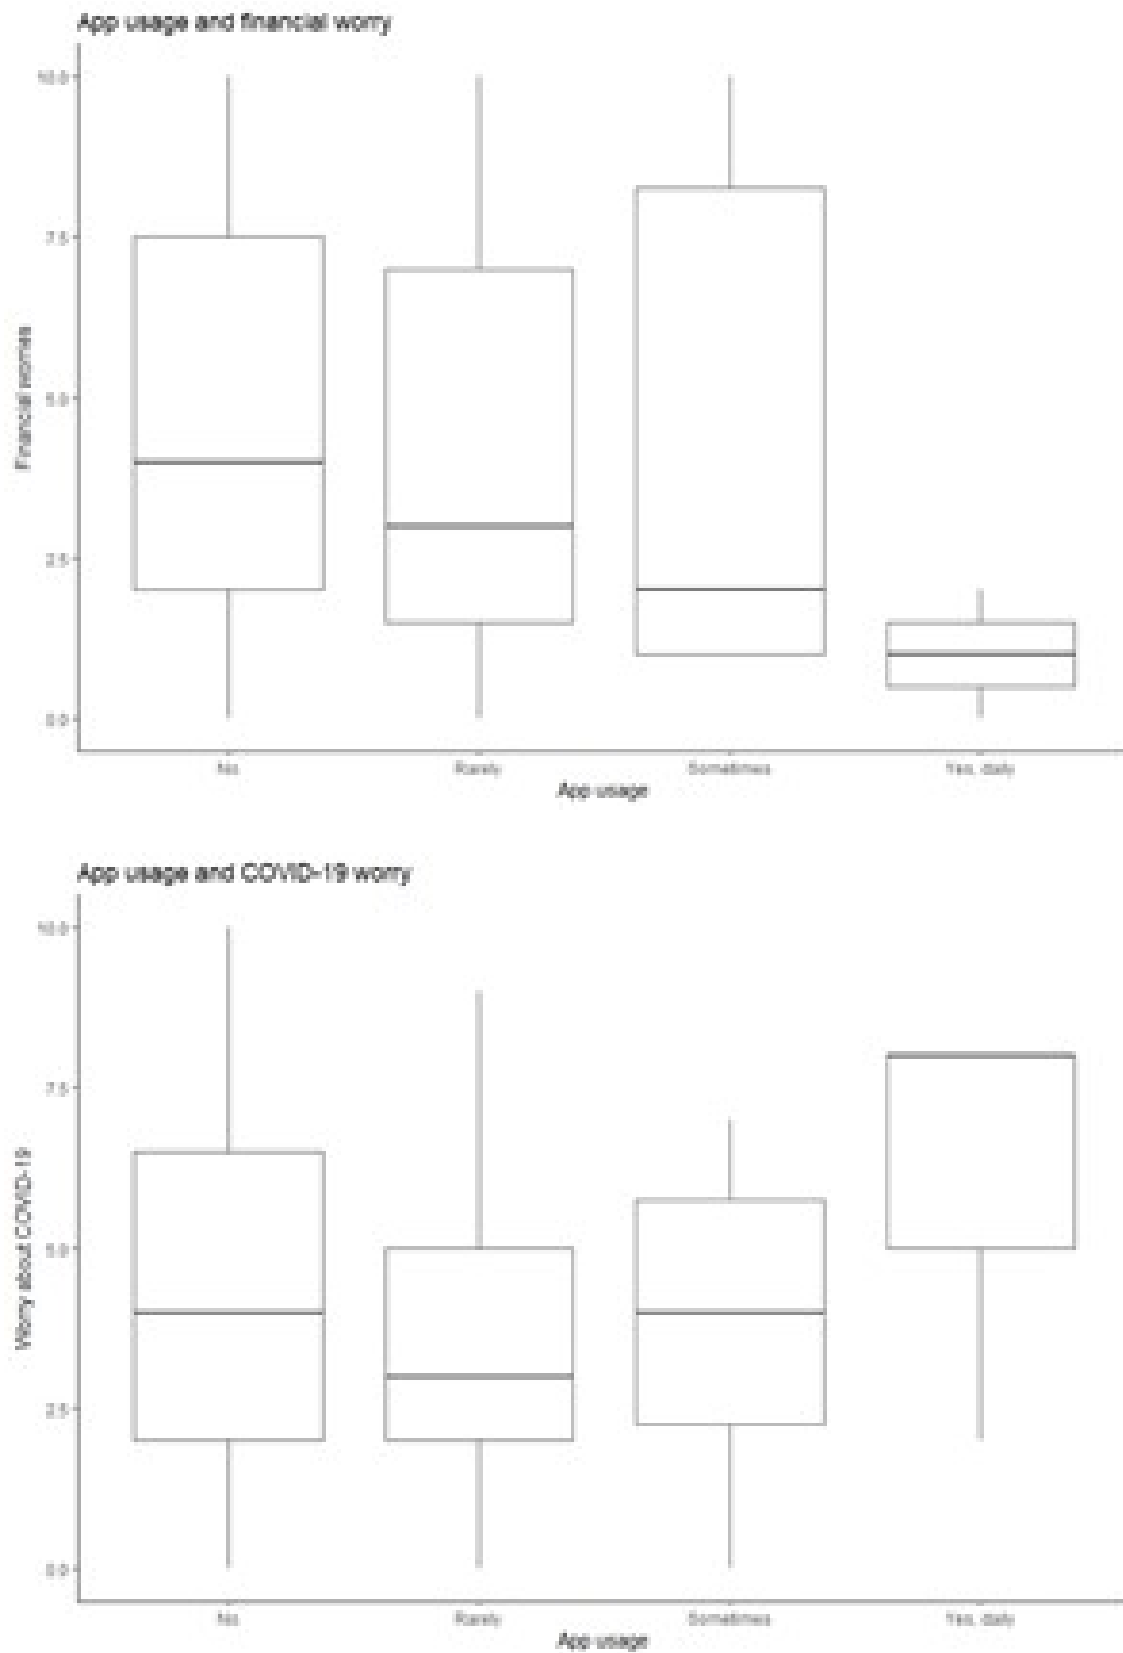 App usage and financial worry
10.0
7.5
5.0
2.5
0.0
Financial worries
No
Rarely
Sometimes
Yes, daily
App usage
App usage and COVID-19 worry
10.0
7.5
5.0
2.5
0.0
Worry about COVID-19
No
Rarely
Sometimes
Yes, daily
App usage